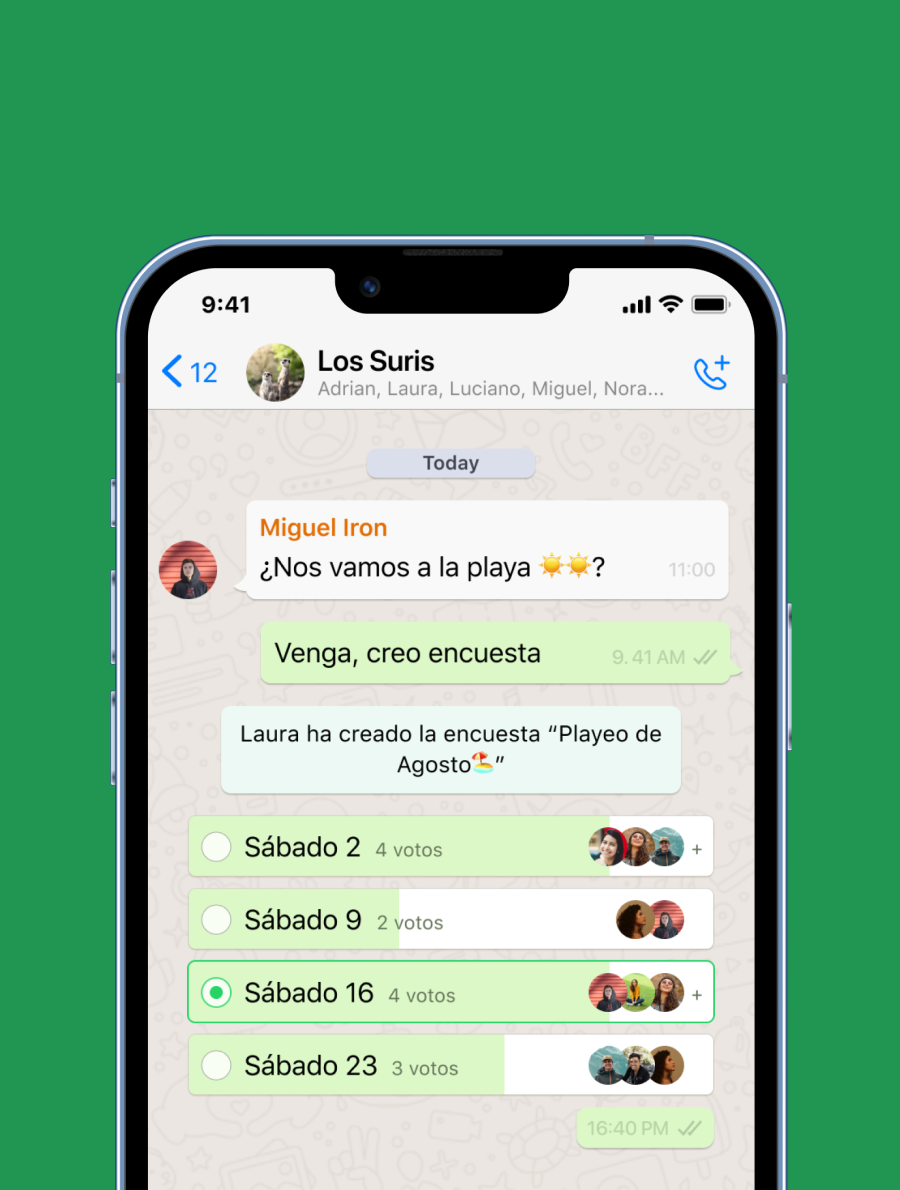 9:41
12
Los Suris
Adrian, Laura, Luciano, Miguel, Nora...
Today
Miguel Iron
¿Nos vamos a la playa ☀️☀️?
11:00
Venga, creo encuesta
9.41 AM
Laura ha creado la encuesta “Playeo de
Agosto🏖️”
Sábado 2 4 votos
+
Sábado 9 2 votos
Sábado 16 4 votos
+
Sábado 23 3 votos
16:40 PM